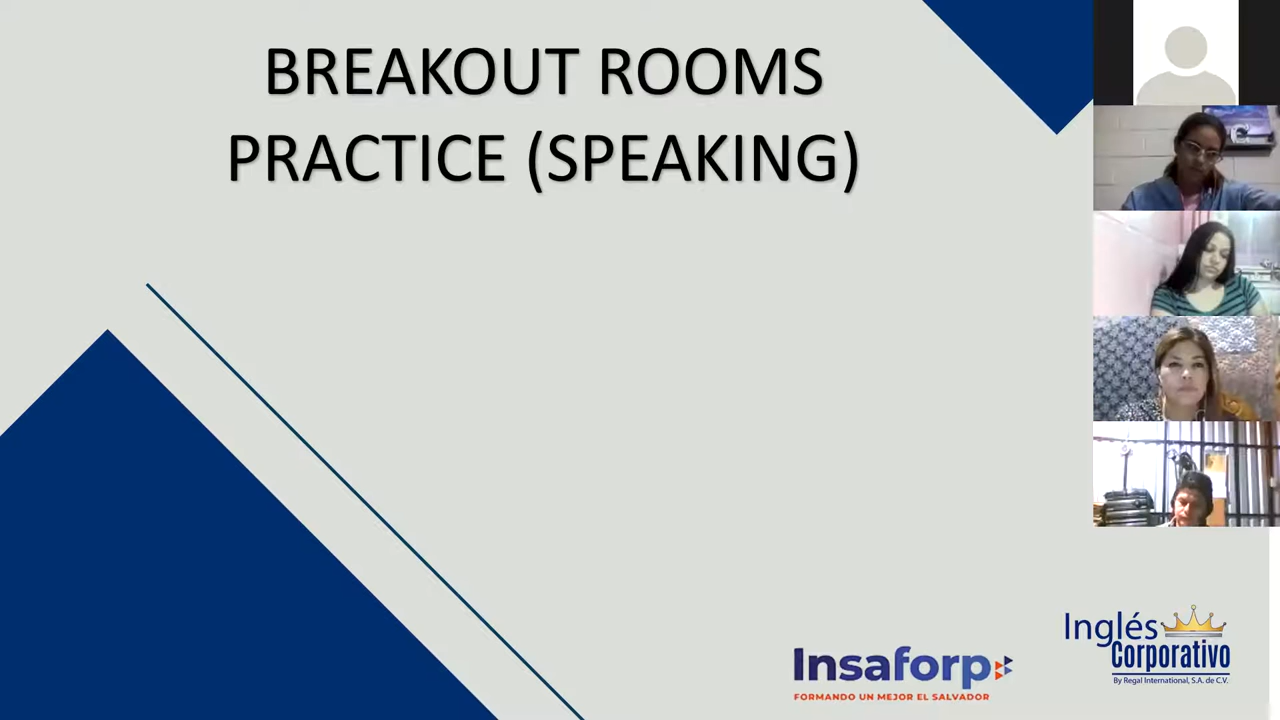 BREAKOUT ROOMS
PRACTICE (SPEAKING)
Insaforp
FORMANDO UN MEJOR EL SALVADOR
Inglés
Corporativo
By Regal International, S.A. de C.V.